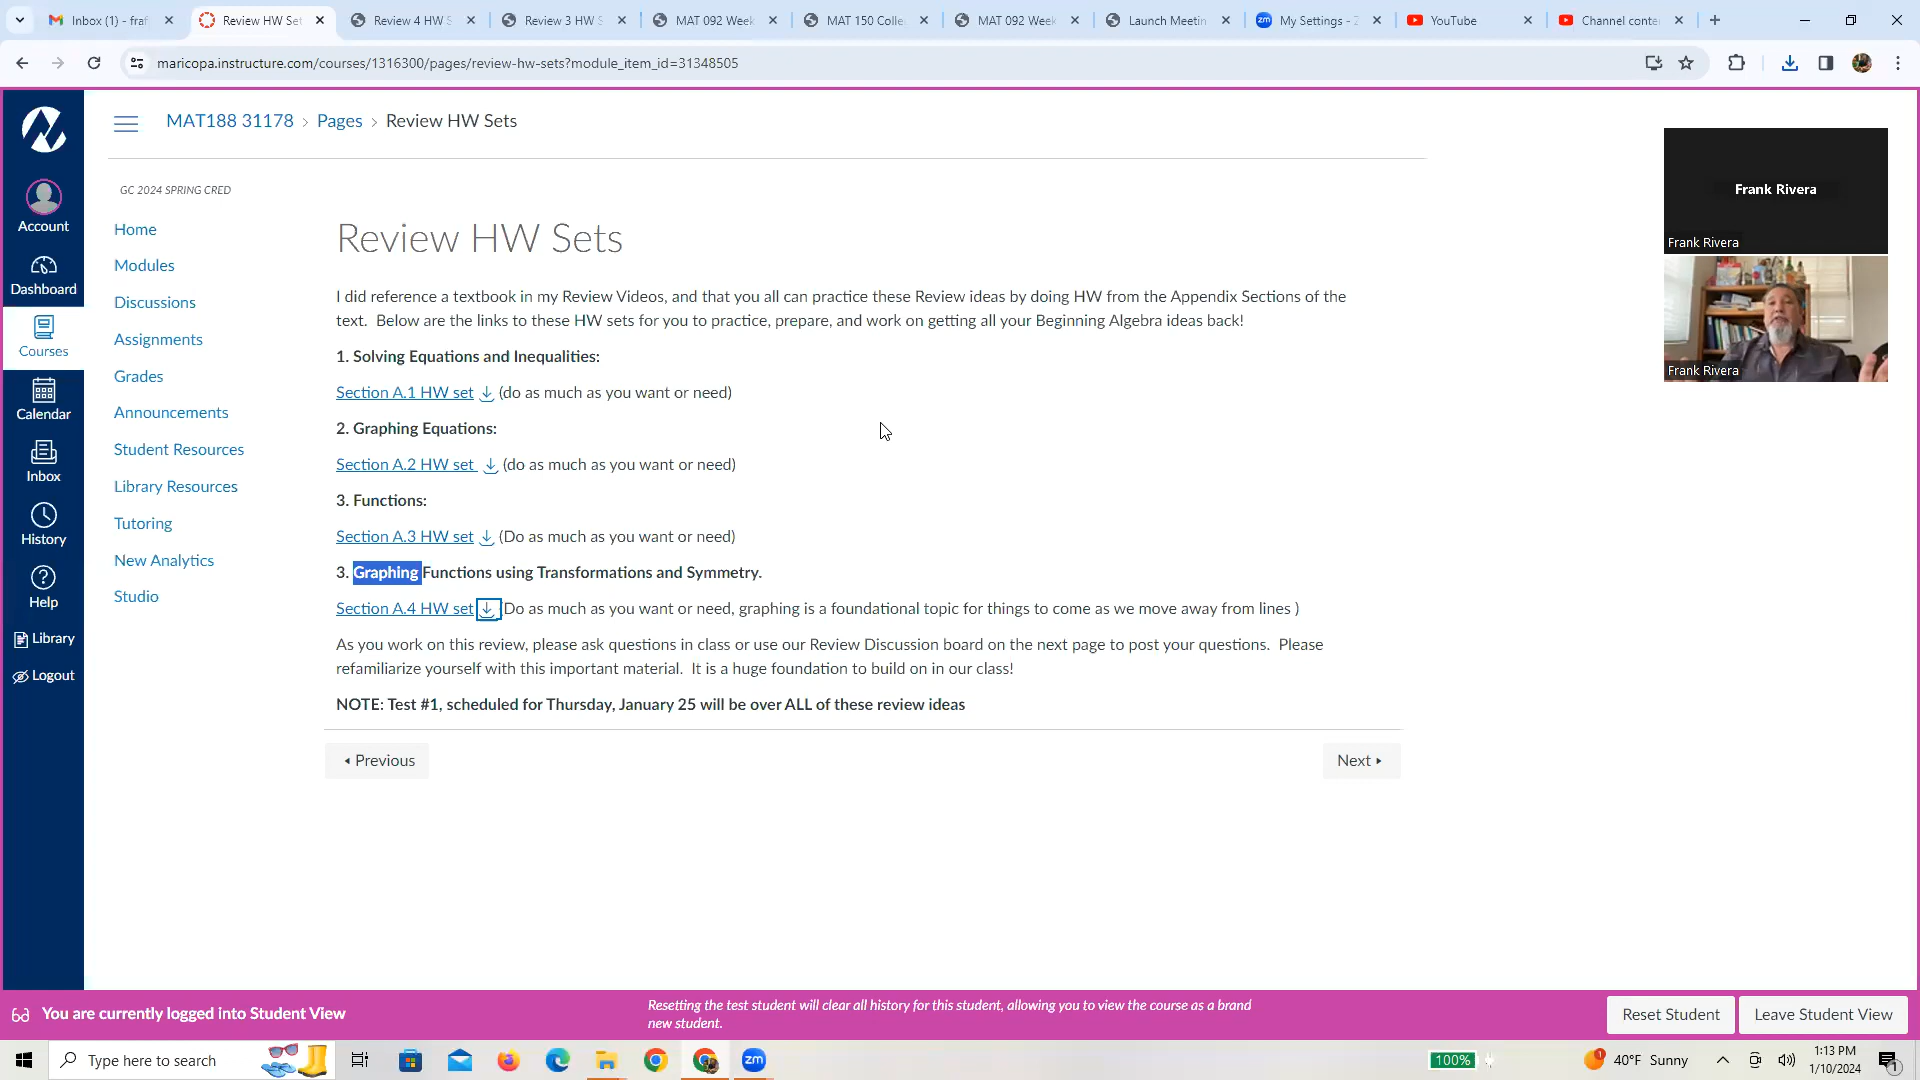 Inbox (1) - fraf
Review HW Set
Review 4 HW S
Review 3 HW S
MAT 092 Week
MAT 150 Colle
MAT 092 Week
Launch Meetin
My Settings - Z
YouTube
Channel conte
maricopa.instructure.com/courses/1316300/pages/review-hw-sets?module_item_id=31348505
MAT188 31178 > Pages > Review HW Sets
GC 2024 SPRING CRED
Account
Dashboard
Courses
Calendar
Inbox
History
Help
Library
Logout
Home
Modules
Discussions
Assignments
Grades
Announcements
Student Resources
Library Resources
Tutoring
New Analytics
Studio
Review HW Sets
I did reference a textbook in my Review Videos, and that you all can practice these Review ideas by doing HW from the Appendix Sections of the
text. Below are the links to these HW sets for you to practice, prepare, and work on getting all your Beginning Algebra ideas back!
1. Solving Equations and Inequalities:
Section A.1 HW set (do as much as you want or need)
2. Graphing Equations:
Section A.2 HW set (do as much as you want or need)
3. Functions:
Section A.3 HW set (Do as much as you want or need)
3. Graphing Functions using Transformations and Symmetry.
Section A.4 HW set (Do as much as you want or need, graphing is a foundational topic for things to come as we move away from lines )
As you work on this review, please ask questions in class or use our Review Discussion board on the next page to post your questions. Please
refamiliarize yourself with this important material. It is a huge foundation to build on in our class!
NOTE: Test #1, scheduled for Thursday, January 25 will be over ALL of these review ideas
Previous
Next
Frank Rivera
Frank Rivera
Frank Rivera
You are currently logged into Student View
Resetting the test student will clear all history for this student, allowing you to view the course as a brand
new student.
Reset Student
Leave Student View
Type here to search
zm
100%
40°F Sunny
1:13 PM
1/10/2024